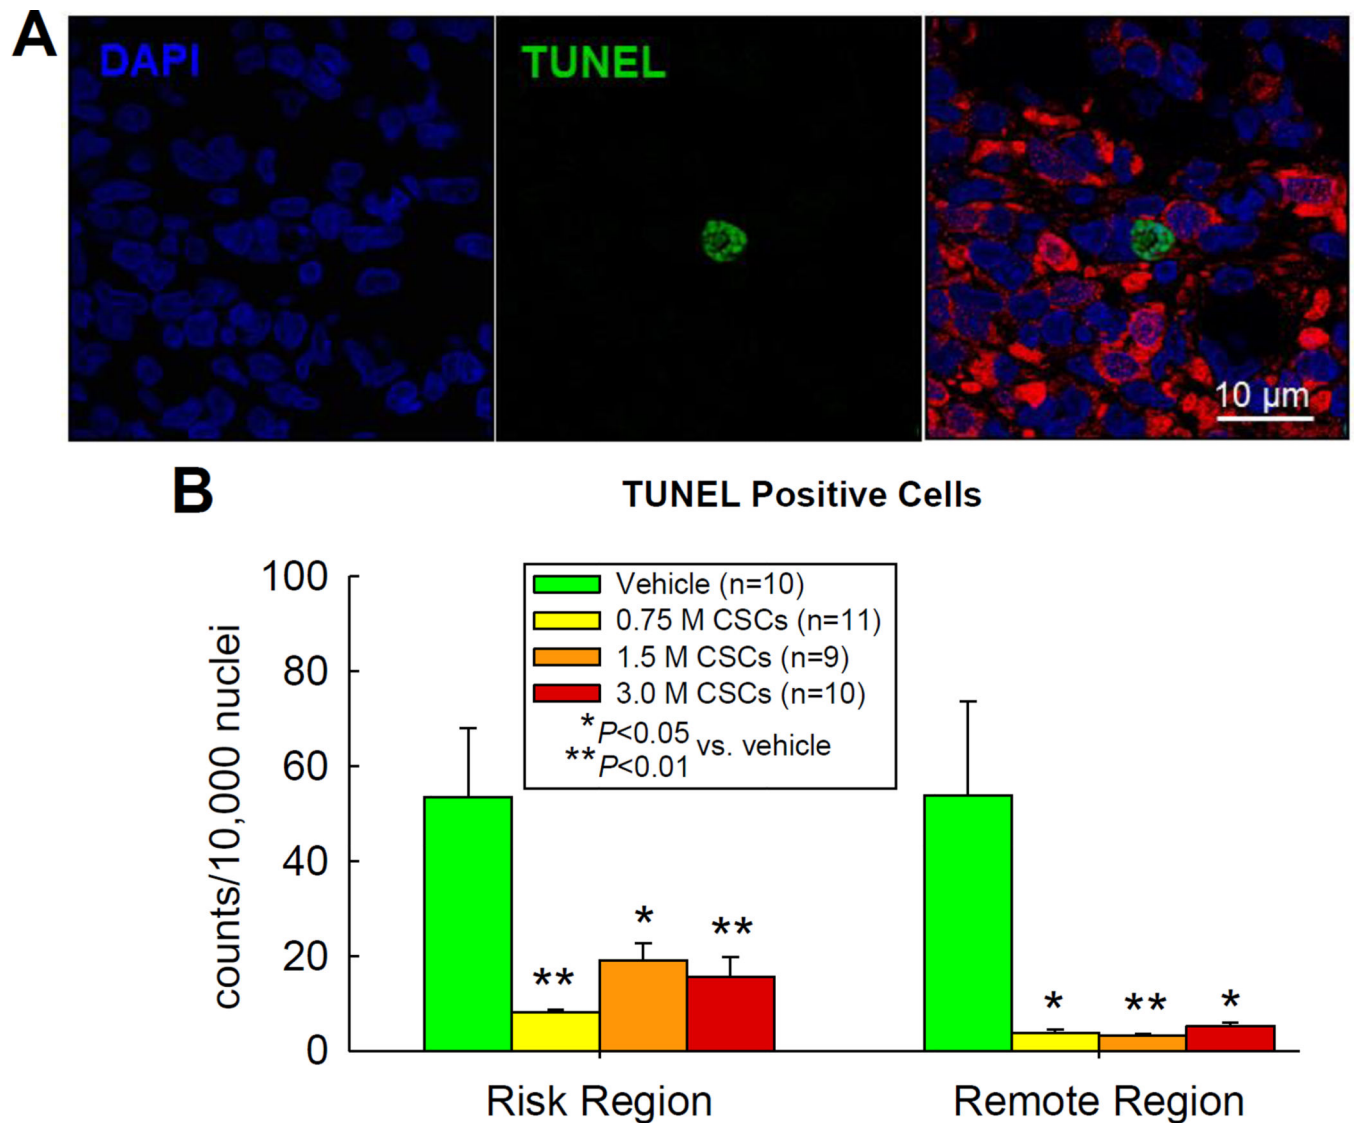 A
DAPI
TUNEL
10 µm
B
TUNEL Positive Cells
counts/10,000 nuclei
100
80
60
40
20
0
Vehicle (n=10)
0.75 M CSCs (n=11)
1.5 M CSCs (n=9)
3.0 M CSCs (n=10)
*P<0.05
**P<0.01
vs. vehicle
**
*
**
*
**
*
Risk Region
Remote Region